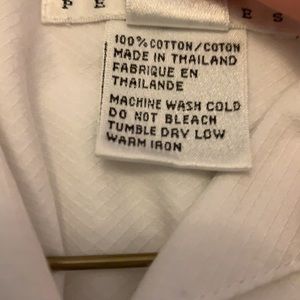 P E E S
100% COTTON/COTON
MADE IN THAILAND
FABRIQUE EN
THAILANDE
MACHINE WASH COLD
DO NOT BLEACH
TUMBLE DRY LOW
WARM IRON